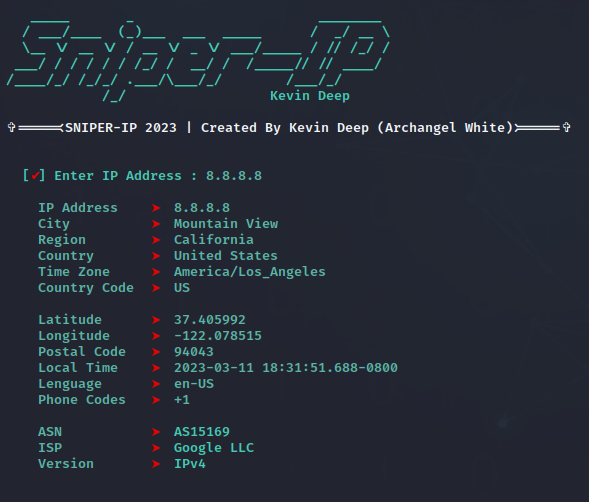 Sniper-IP
Kevin Deep
✞══════<SNIPER-IP 2023 | Created By Kevin Deep (Archangel White)>══════✞
[✔] Enter IP Address : 8.8.8.8
IP Address ➤ 8.8.8.8
City ➤ Mountain View
Region ➤ California
Country ➤ United States
Time Zone ➤ America/Los_Angeles
Country Code ➤ US
Latitude ➤ 37.405992
Longitude ➤ -122.078515
Postal Code ➤ 94043
Local Time ➤ 2023-03-11 18:31:51.688-0800
Lenguage ➤ en-US
Phone Codes ➤ +1
ASN ➤ AS15169
ISP ➤ Google LLC
Version ➤ IPv4